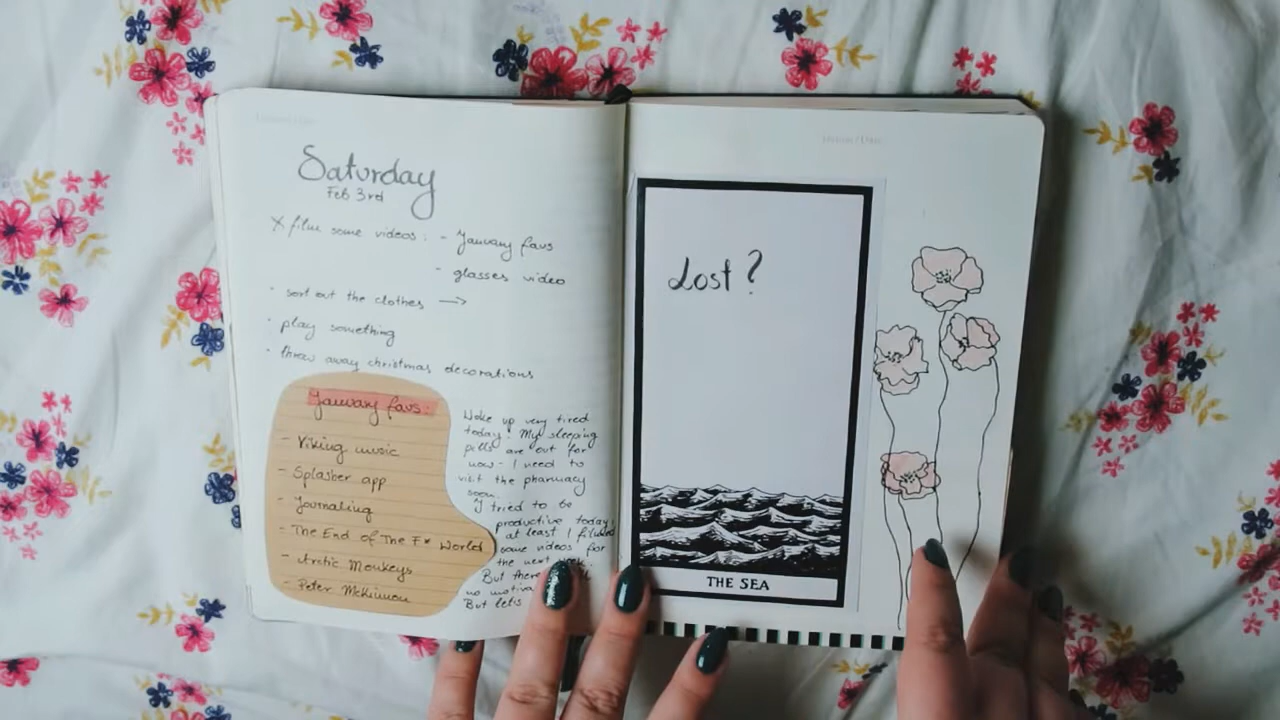 Saturday
Feb 3rd
X film some videos : - January favs
- glasses video
· sort out the clothes →
· play something
· throw away christmas decorations
January favs:
- Viking music
- Splasher app
- Journaling
- The End of The F* World
- Arctic Monkeys
- Peter McKinnon
Woke up very tired
today! My sleeping
pills are out for
now - I need to
visit the pharmacy
soon.
I tried to be
productive today,
at least I filmed
some videos for
the next
But
no
But let's
Lost ?
THE SEA